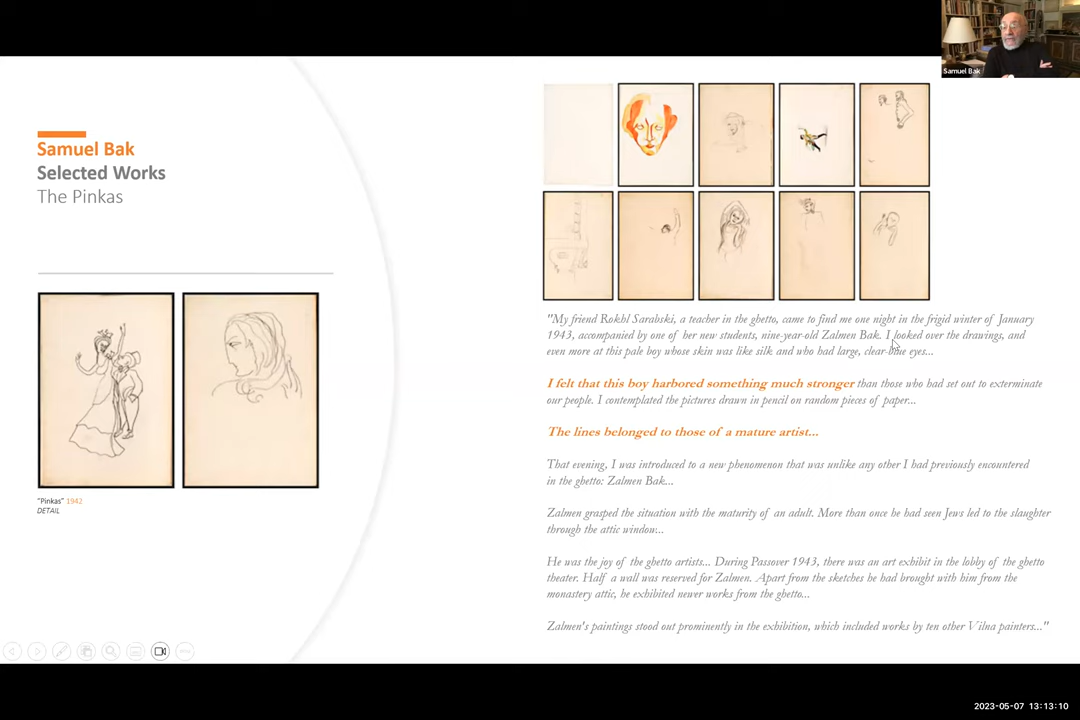 Samuel Bak
Samuel Bak
Selected Works
The Pinkas
"Pinkas" 1942
DETAIL
"My friend Rokhl Sarabski, a teacher in the ghetto, came to find me one night in the frigid winter of January
1943, accompanied by one of her new students, nine-year-old Zalmen Bak. I looked over the drawings, and
even more at this pale boy whose skin was like silk and who had large, clear-blue eyes...
I felt that this boy harbored something much stronger than those who had set out to exterminate
our people. I contemplated the pictures drawn in pencil on random pieces of paper...
The lines belonged to those of a mature artist...
That evening, I was introduced to a new phenomenon that was unlike any other I had previously encountered
in the ghetto: Zalmen Bak...
Zalmen grasped the situation with the maturity of an adult. More than once he had seen Jews led to the slaughter
through the attic window...
He was the joy of the ghetto artists... During Passover 1943, there was an art exhibit in the lobby of the ghetto
theater. Half a wall was reserved for Zalmen. Apart from the sketches he had brought with him from the
monastery attic, he exhibited newer works from the ghetto...
Zalmen's paintings stood out prominently in the exhibition, which included works by ten other Vilna painters..."
2023-05-07 13:13:10